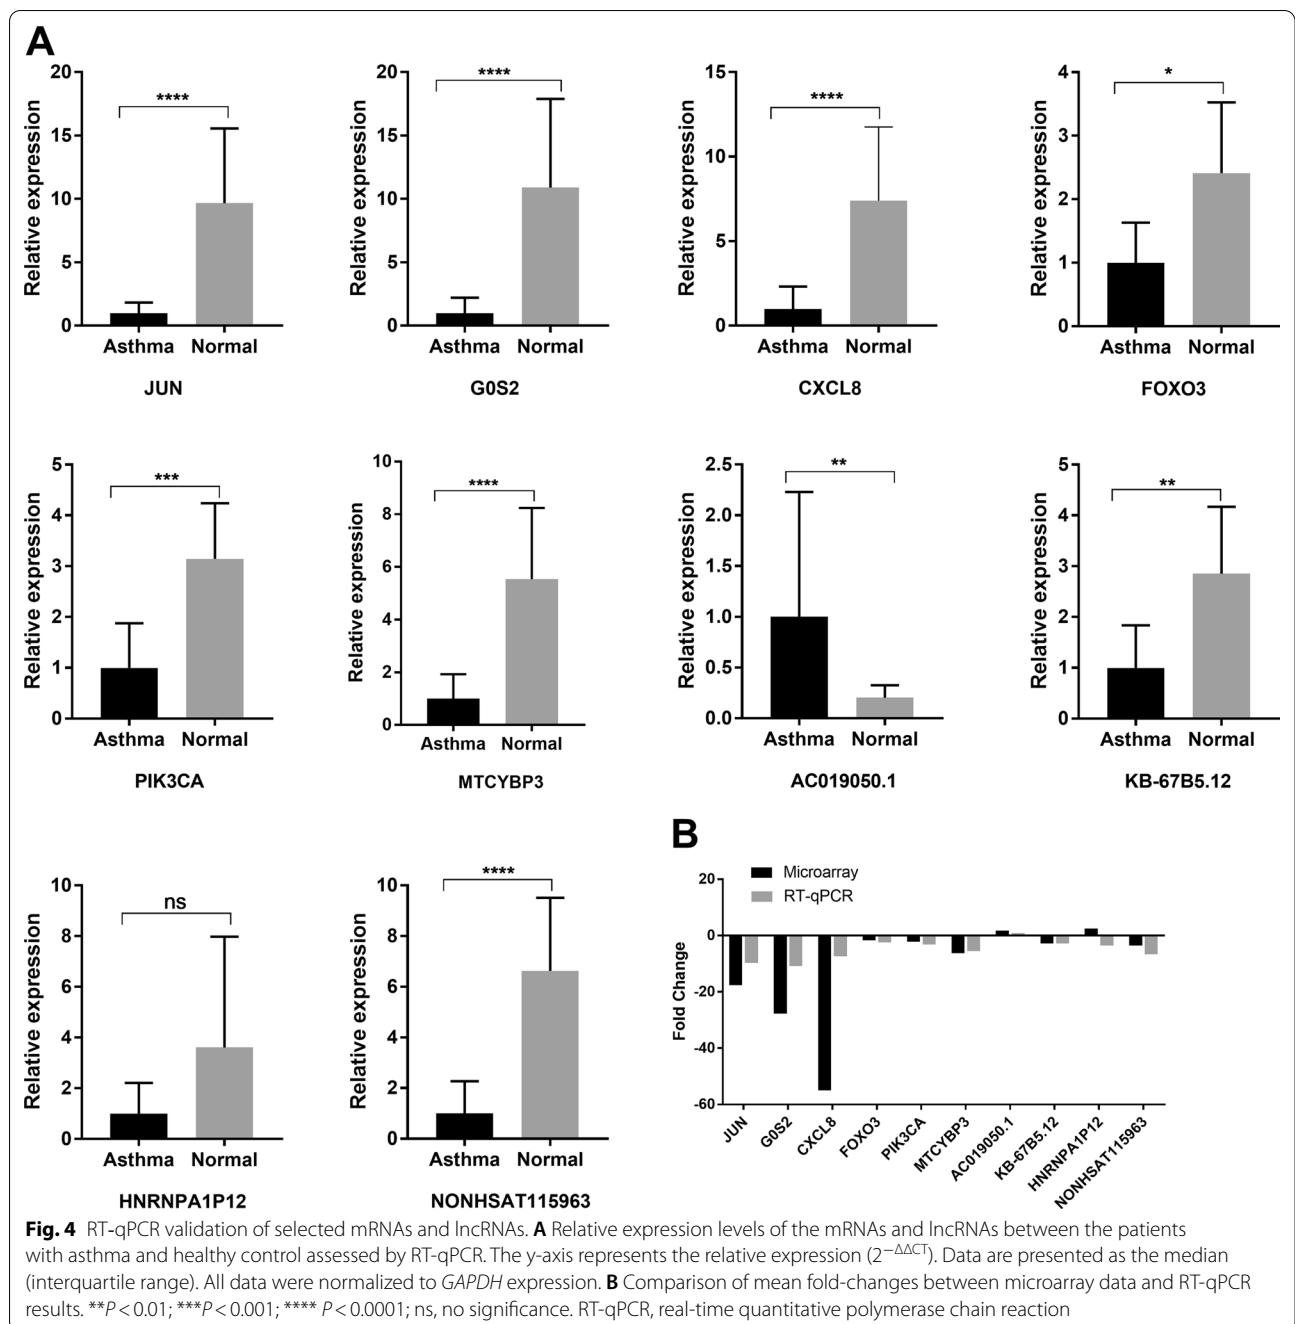 A
20
15
10
5
0
Relative expression
****
Asthma Normal
JUN
20
15
10
5
0
Relative expression
****
Asthma Normal
G0S2
15
10
5
0
Relative expression
****
Asthma Normal
CXCL8
4
3
2
1
0
Relative expression
*
Asthma Normal
FOXO3
5
4
3
2
1
0
Relative expression
***
Asthma Normal
PIK3CA
10
8
6
4
2
0
Relative expression
****
Asthma Normal
MTCYBP3
2.5
2.0
1.5
1.0
0.5
0.0
Relative expression
**
Asthma Normal
AC019050.1
5
4
3
2
1
0
Relative expression
**
Asthma Normal
KB-67B5.12
10
8
6
4
2
0
Relative expression
ns
Asthma Normal
HNRNPA1P12
10
8
6
4
2
0
Relative expression
****
Asthma Normal
NONHSAT115963
B
Microarray
RT-qPCR
20
0
-20
-40
-60
Fold Change
JUN
G0S2
CXCL8
FOXO3
PIK3CA
MTCYBP3
AC019050.1
KB-67B5.12
HNRNPA1P12
NONHSAT115963
Fig. 4 RT-qPCR validation of selected mRNAs and lncRNAs. A Relative expression levels of the mRNAs and lncRNAs between the patients
with asthma and healthy control assessed by RT-qPCR. The y-axis represents the relative expression (2−ΔΔCT). Data are presented as the median
(interquartile range). All data were normalized to GAPDH expression. B Comparison of mean fold-changes between microarray data and RT-qPCR
results. **P < 0.01; ***P < 0.001; **** P < 0.0001; ns, no significance. RT-qPCR, real-time quantitative polymerase chain reaction